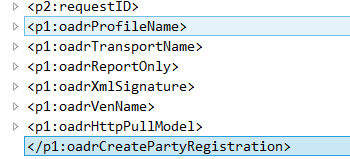 <p2:requestID>
<p1:oadrProfileName>
<p1:oadrTransportName>
<p1:oadrReportOnly>
<p1:oadrXmlSignature>
<p1:oadrVenName>
<p1:oadrHttpPullModel>
</p1:oadrCreatePartyRegistration>